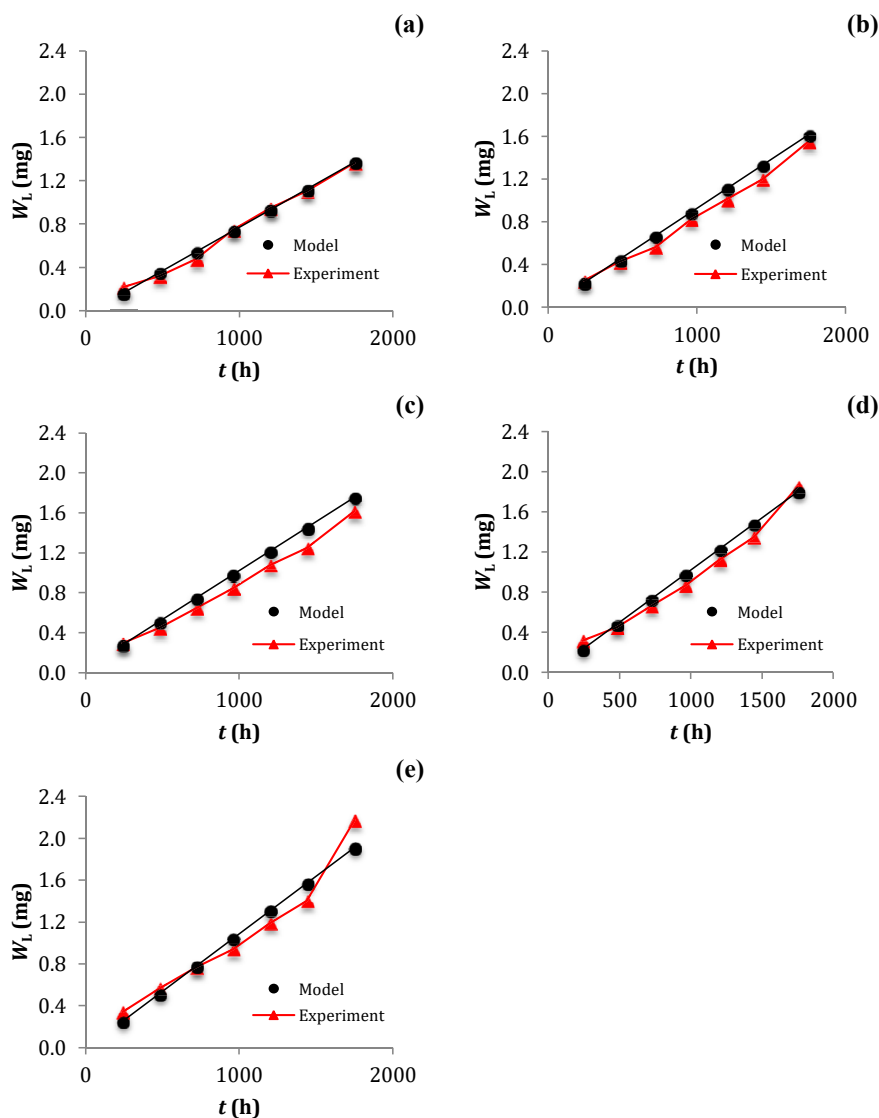 (a)
2.4
2.0
1.6
1.2
0.8
0.4
0.0
W_L (mg)
Model
Experiment
0 1000 2000
t (h)
(b)
2.4
2.0
1.6
1.2
0.8
0.4
0.0
W_L (mg)
Model
Experiment
0 1000 2000
t (h)
(c)
2.4
2.0
1.6
1.2
0.8
0.4
0.0
W_L (mg)
Model
Experiment
0 1000 2000
t (h)
(d)
2.4
2.0
1.6
1.2
0.8
0.4
0.0
W_L (mg)
Model
Experiment
0 500 1000 1500 2000
t (h)
(e)
2.4
2.0
1.6
1.2
0.8
0.4
0.0
W_L (mg)
Model
Experiment
0 1000 2000
t (h)